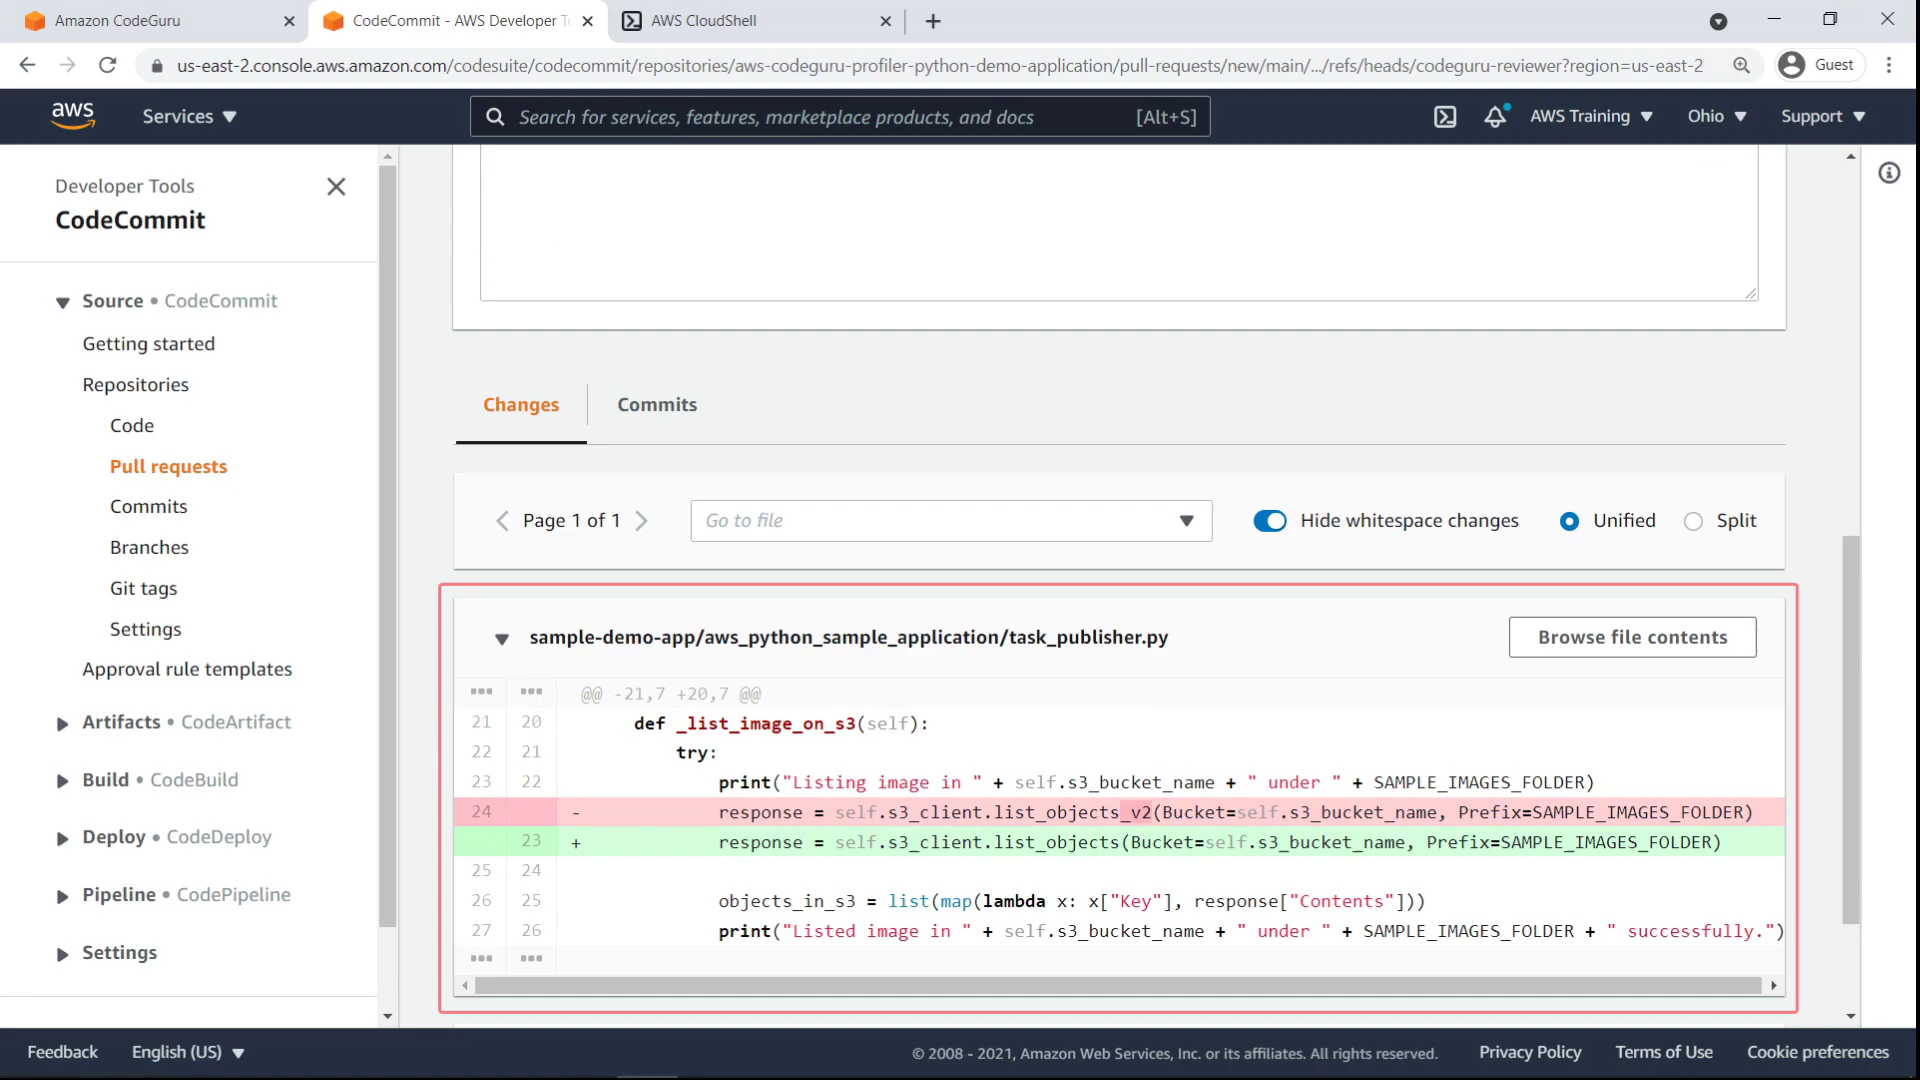 Amazon CodeGuru
CodeCommit - AWS Developer To
AWS CloudShell
us-east-2.console.aws.amazon.com/codesuite/codecommit/repositories/aws-codeguru-profiler-python-demo-application/pull-requests/new/main/.../refs/heads/codeguru-reviewer?region=us-east-2
Guest
aws
Services
Search for services, features, marketplace products, and docs
[Alt+S]
AWS Training
Ohio
Support
Developer Tools
CodeCommit
Source • CodeCommit
Getting started
Repositories
Code
Pull requests
Commits
Branches
Git tags
Settings
Approval rule templates
Artifacts • CodeArtifact
Build • CodeBuild
Deploy • CodeDeploy
Pipeline • CodePipeline
Settings
Changes
Commits
Page 1 of 1
Go to file
Hide whitespace changes
Unified
Split
sample-demo-app/aws_python_sample_application/task_publisher.py
Browse file contents
@@ -21,7 +20,7 @@
21 20 def _list_image_on_s3(self):
22 21 try:
23 22 print("Listing image in " + self.s3_bucket_name + " under " + SAMPLE_IMAGES_FOLDER)
24 - response = self.s3_client.list_objects_v2(Bucket=self.s3_bucket_name, Prefix=SAMPLE_IMAGES_FOLDER)
23 + response = self.s3_client.list_objects(Bucket=self.s3_bucket_name, Prefix=SAMPLE_IMAGES_FOLDER)
25 24
26 25 objects_in_s3 = list(map(lambda x: x["Key"], response["Contents"]))
27 26 print("Listed image in " + self.s3_bucket_name + " under " + SAMPLE_IMAGES_FOLDER + " successfully.")
Feedback
English (US)
© 2008 - 2021, Amazon Web Services, Inc. or its affiliates. All rights reserved.
Privacy Policy
Terms of Use
Cookie preferences